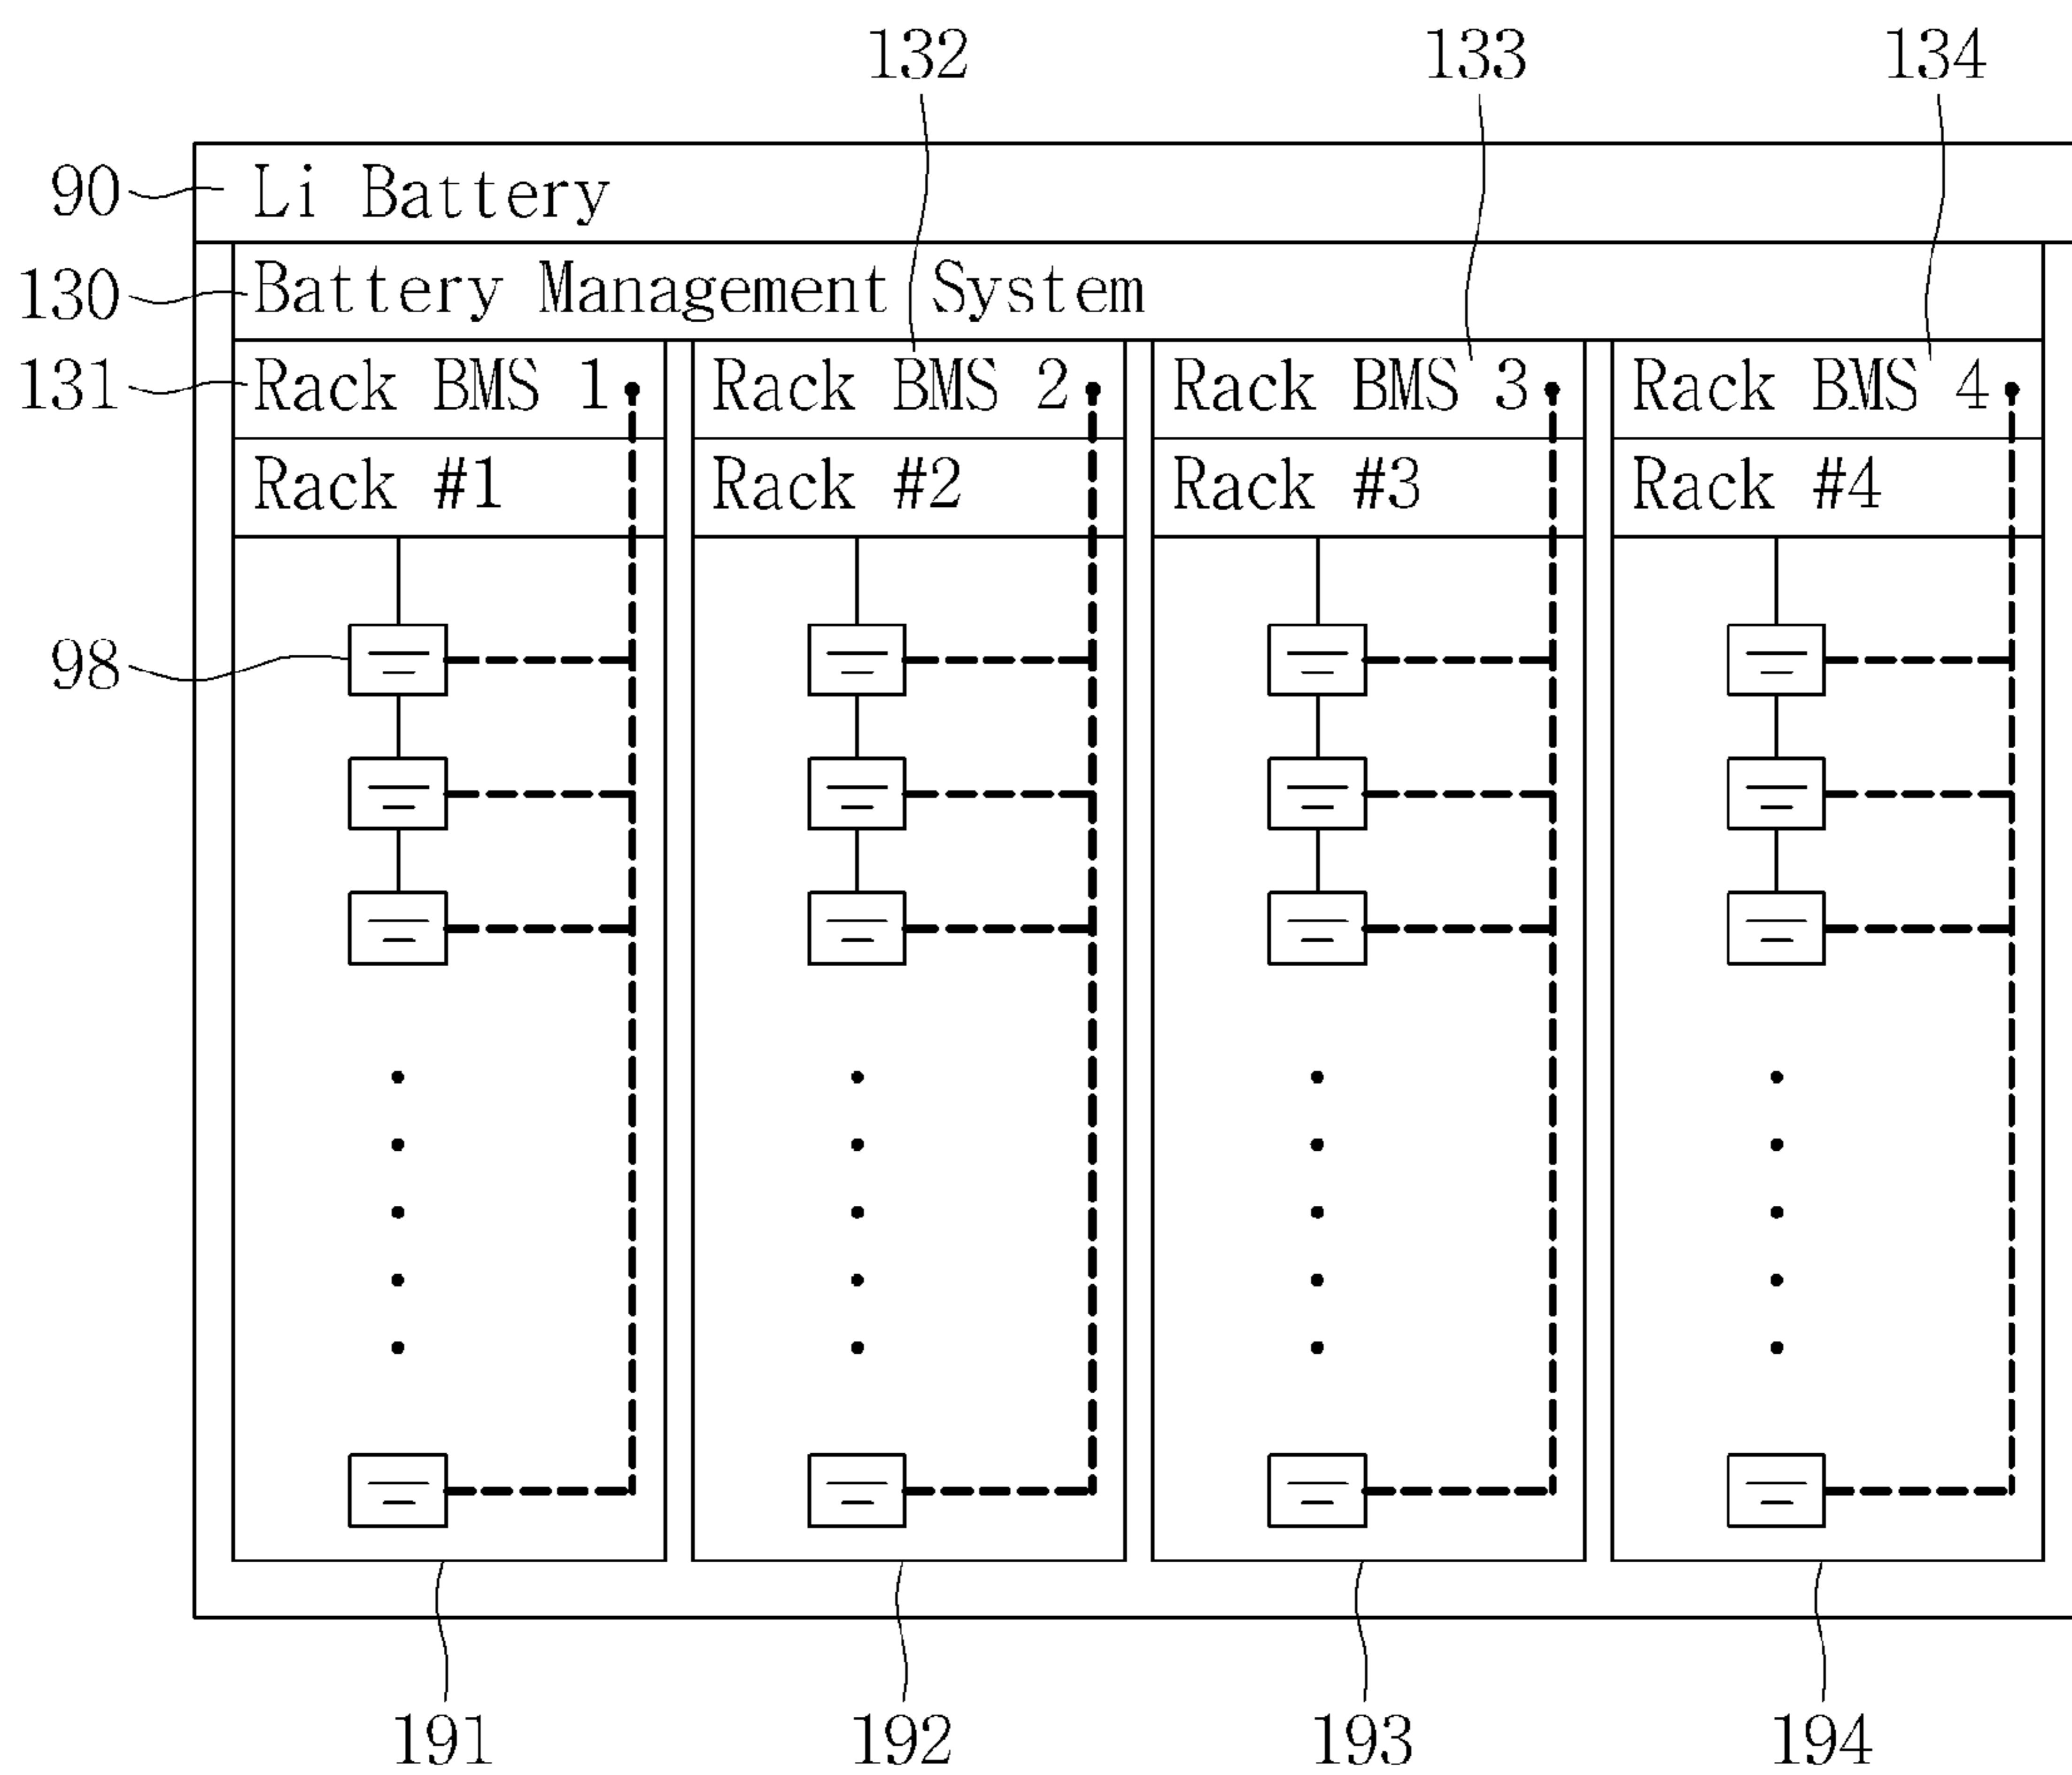 132 133 134
90 Li Battery
130 Battery Management System
131 Rack BMS 1 Rack BMS 2 Rack BMS 3 Rack BMS 4
Rack #1 Rack #2 Rack #3 Rack #4
98
191 192 193 194